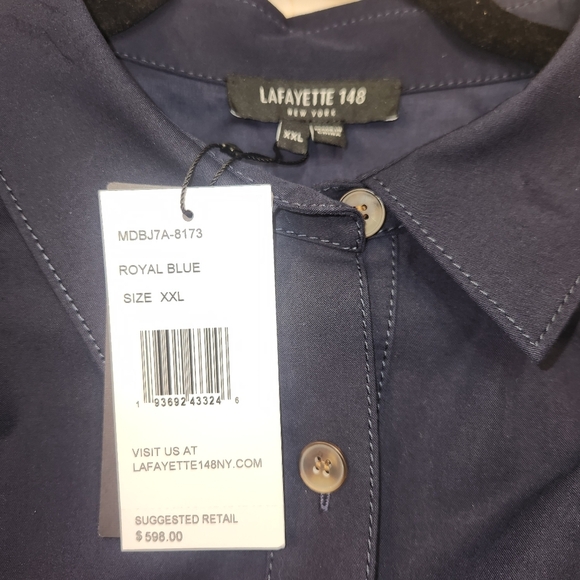 LAFAYETTE 148
NEW YORK
XXL
MDBJ7A-8173
ROYAL BLUE
SIZE XXL
1 93692 43324 6
VISIT US AT
LAFAYETTE148NY.COM
SUGGESTED RETAIL
$ 598.00